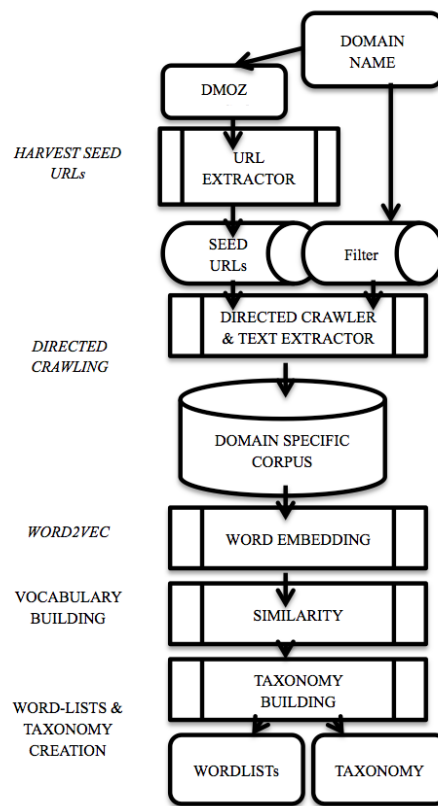 DOMAIN
NAME
DMOZ
HARVEST SEED
URLs
URL
EXTRACTOR
SEED
URLs
Filter
DIRECTED
CRAWLING
DIRECTED CRAWLER
& TEXT EXTRACTOR
DOMAIN SPECIFIC
CORPUS
WORD2VEC
WORD EMBEDDING
VOCABULARY
BUILDING
SIMILARITY
TAXONOMY
BUILDING
WORD-LISTS &
TAXONOMY
CREATION
WORDLISTs
TAXONOMY